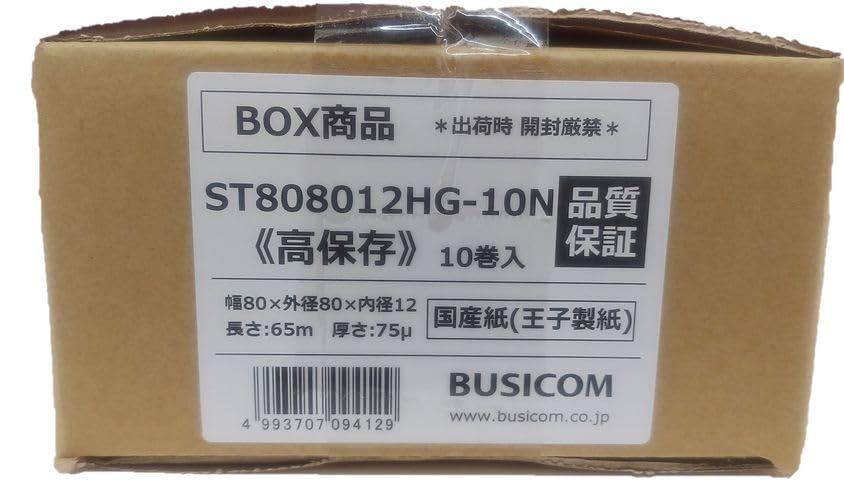 BOX商品 ＊出荷時 開封厳禁＊
ST808012HG-10N
品質
保証
《高保存》 10巻入
幅80×外径80×内径12
長さ:65m 厚さ:75μ
国産紙(王子製紙)
4 993707 094129
BUSICOM
www.busicom.co.jp